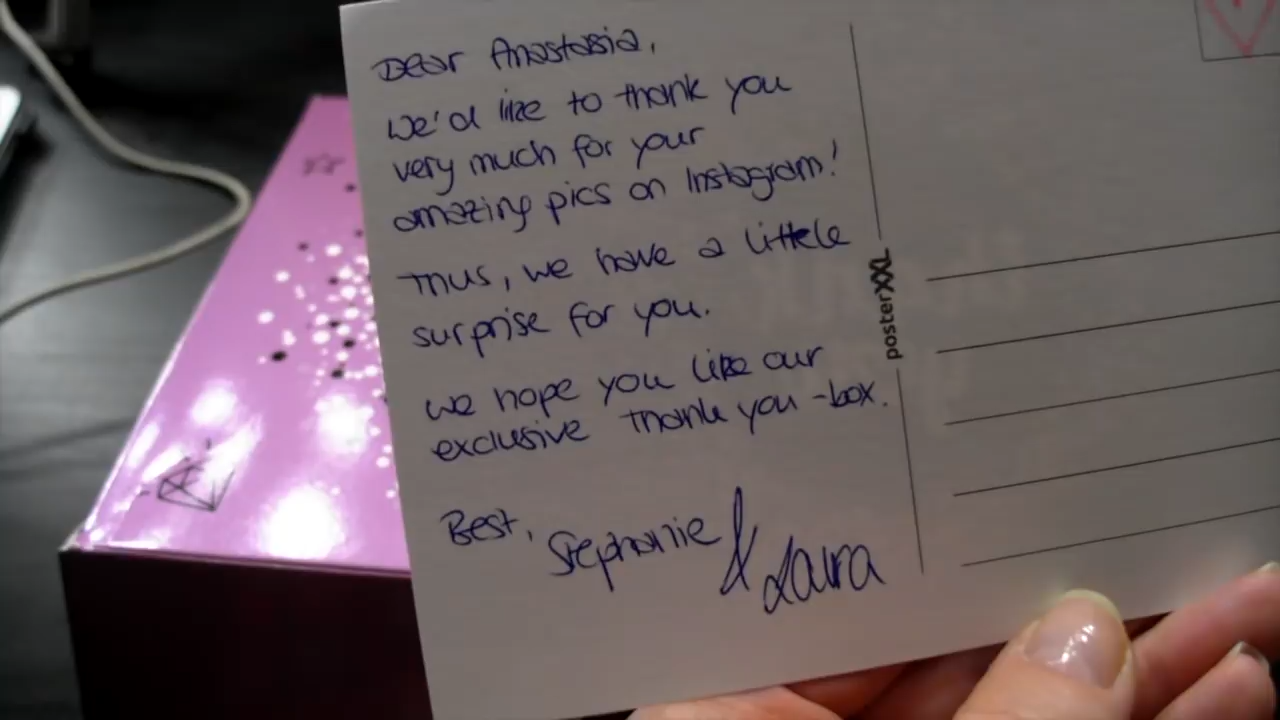 Dear Anastasia,
We'd like to thank you
very much for your
amazing pics on Instagram!
Thus, we have a little
surprise for you.
We hope you like our
exclusive thank you-box.
Best, Stephanie & Laura
posterXXL